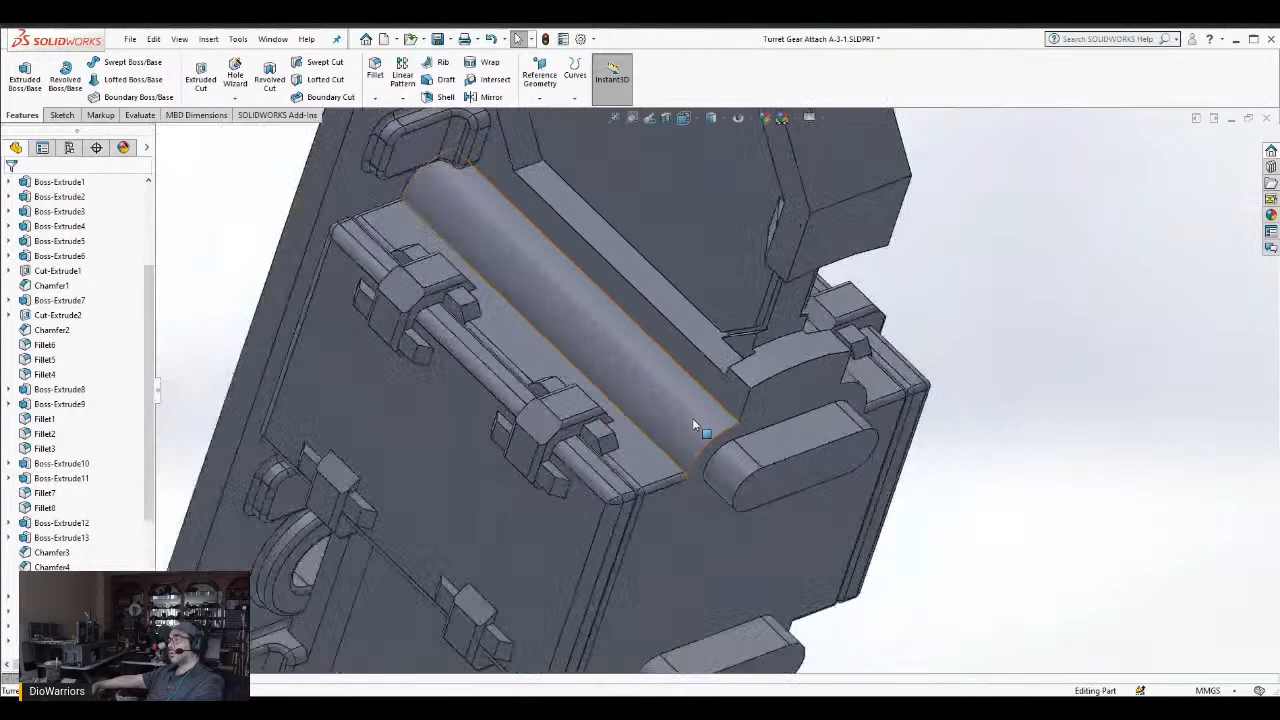 SOLIDWORKS
File Edit View Insert Tools Window Help
Turret Gear Attach A-3-1.SLDPRT *
Search SOLIDWORKS Help
Extruded Boss/Base
Revolved Boss/Base
Swept Boss/Base
Lofted Boss/Base
Boundary Boss/Base
Extruded Cut
Hole Wizard
Revolved Cut
Swept Cut
Lofted Cut
Boundary Cut
Fillet
Linear Pattern
Rib
Draft
Shell
Wrap
Intersect
Mirror
Reference Geometry
Curves
Instant3D
Features Sketch Markup Evaluate MBD Dimensions SOLIDWORKS Add-Ins
Boss-Extrude1
Boss-Extrude2
Boss-Extrude3
Boss-Extrude4
Boss-Extrude5
Boss-Extrude6
Cut-Extrude1
Chamfer1
Boss-Extrude7
Cut-Extrude2
Chamfer2
Fillet6
Fillet5
Fillet4
Boss-Extrude8
Boss-Extrude9
Fillet1
Fillet2
Fillet3
Boss-Extrude10
Boss-Extrude11
Fillet7
Fillet8
Boss-Extrude12
Boss-Extrude13
Chamfer3
Chamfer4
DioWarriors
Editing Part
MMGS